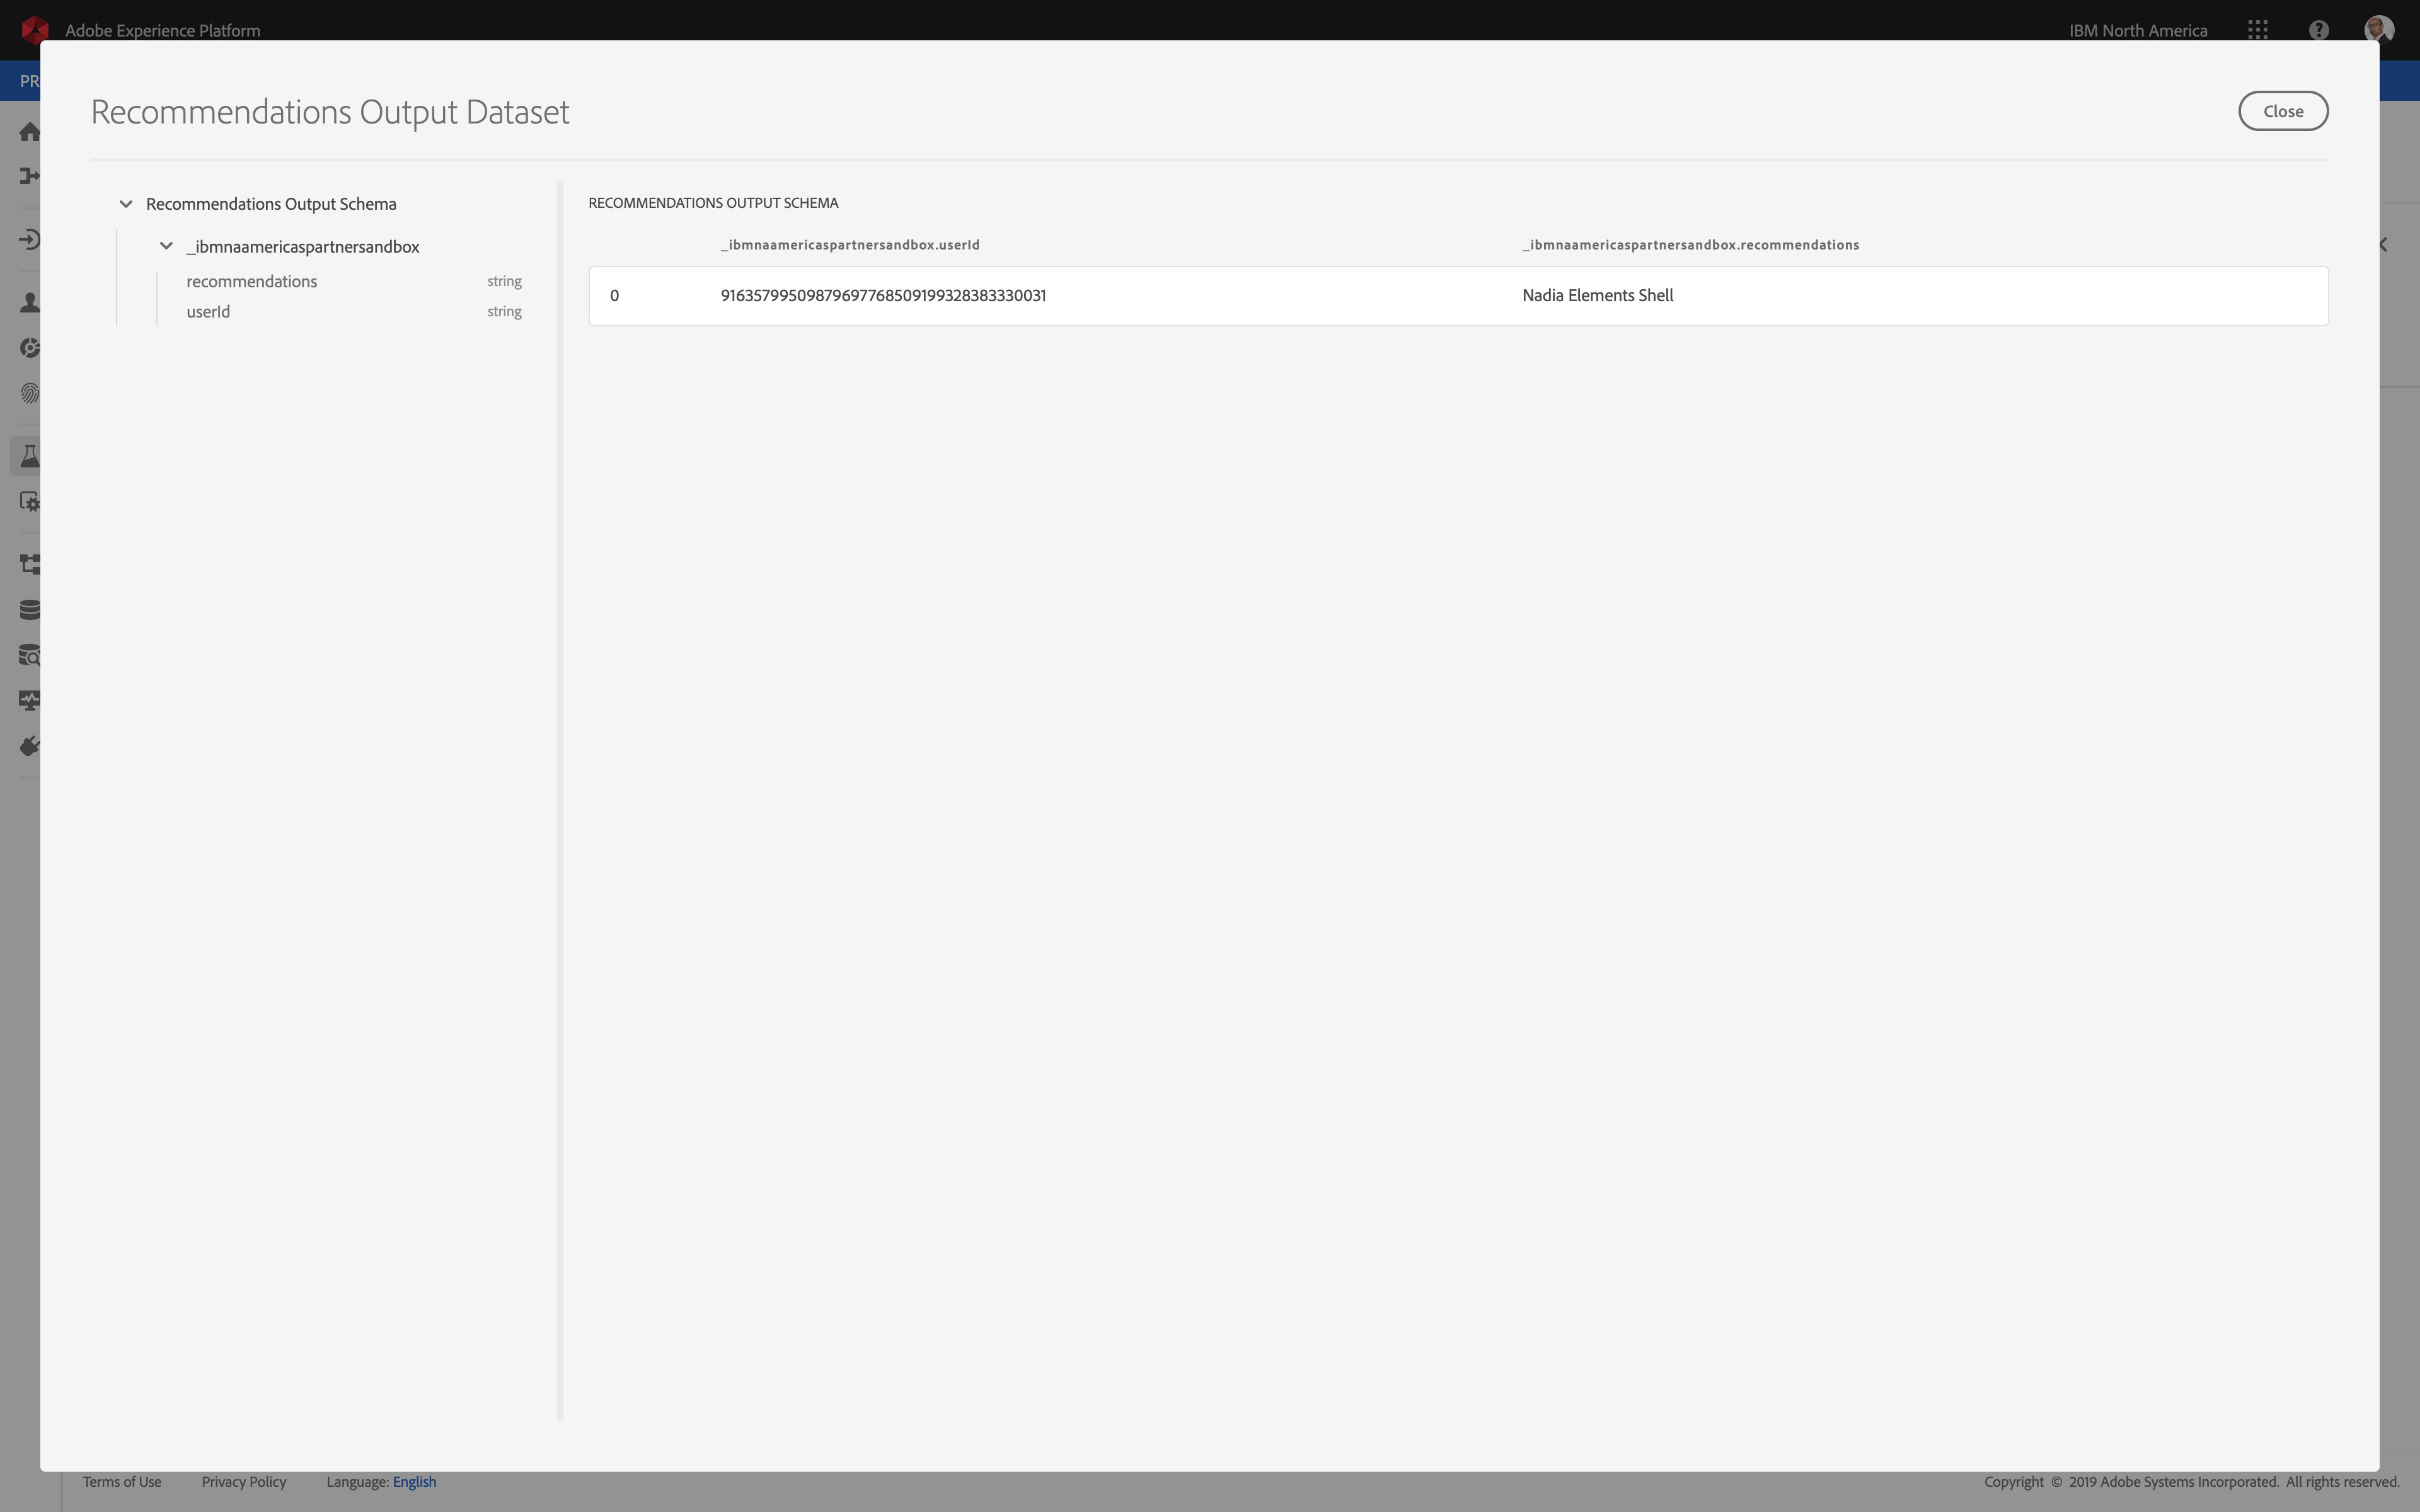 Adobe Experience Platform
IBM North America
PR
Recommendations Output Dataset
Close
Recommendations Output Schema
_ibmnaamericaspartnersandbox
recommendations string
userId string
RECOMMENDATIONS OUTPUT SCHEMA
_ibmnaamericaspartnersandbox.userId _ibmnaamericaspartnersandbox.recommendations
0 91635799509879697768509199328383330031 Nadia Elements Shell
Terms of Use Privacy Policy Language: English Copyright © 2019 Adobe Systems Incorporated. All rights reserved.